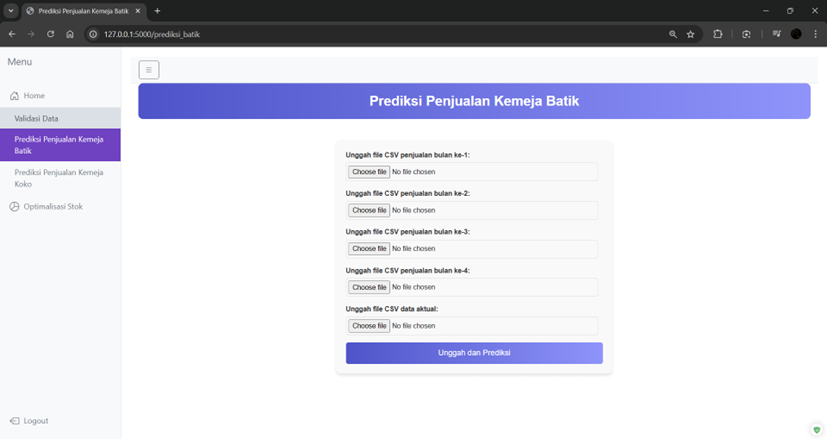 Prediksi Penjualan Kemeja Batik
127.0.0.1:5000/prediksi_batik
Menu
Home
Validasi Data
Prediksi Penjualan Kemeja
Batik
Prediksi Penjualan Kemeja
Koko
Optimalisasi Stok
Logout
Prediksi Penjualan Kemeja Batik
Unggah file CSV penjualan bulan ke-1:
Choose file No file chosen
Unggah file CSV penjualan bulan ke-2:
Choose file No file chosen
Unggah file CSV penjualan bulan ke-3:
Choose file No file chosen
Unggah file CSV penjualan bulan ke-4:
Choose file No file chosen
Unggah file CSV data aktual:
Choose file No file chosen
Unggah dan Prediksi